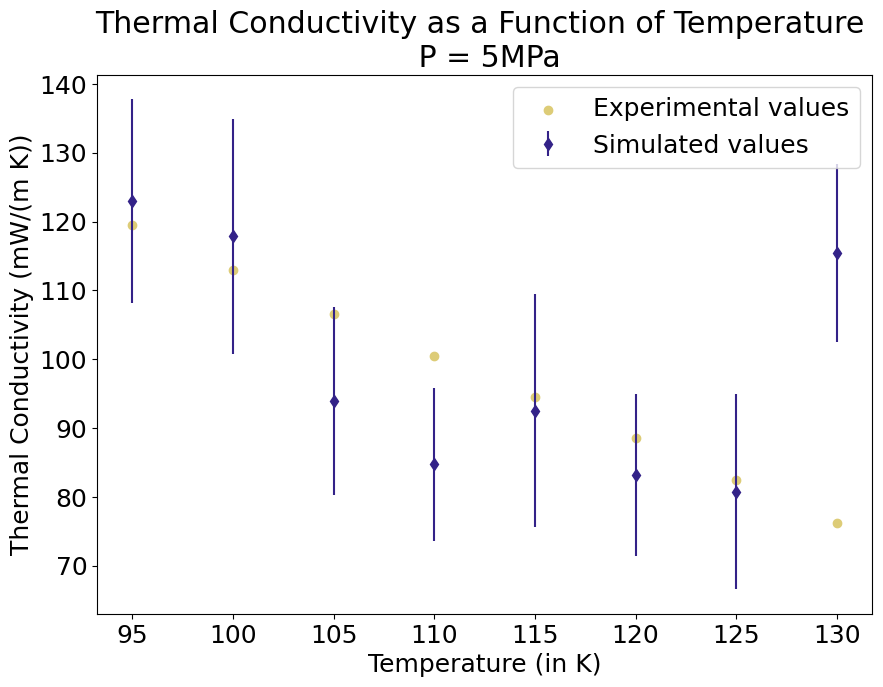 Thermal Conductivity as a Function of Temperature
P = 5MPa
Experimental values
Simulated values
Thermal Conductivity (mW/(m K))
140
130
120
110
100
90
80
70
95 100 105 110 115 120 125 130
Temperature (in K)